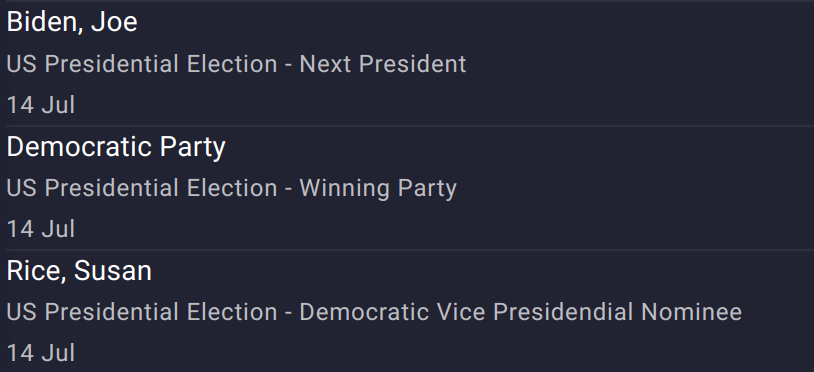 Biden, Joe
US Presidential Election - Next President
14 Jul
Democratic Party
US Presidential Election - Winning Party
14 Jul
Rice, Susan
US Presidential Election - Democratic Vice Presidendial Nominee
14 Jul